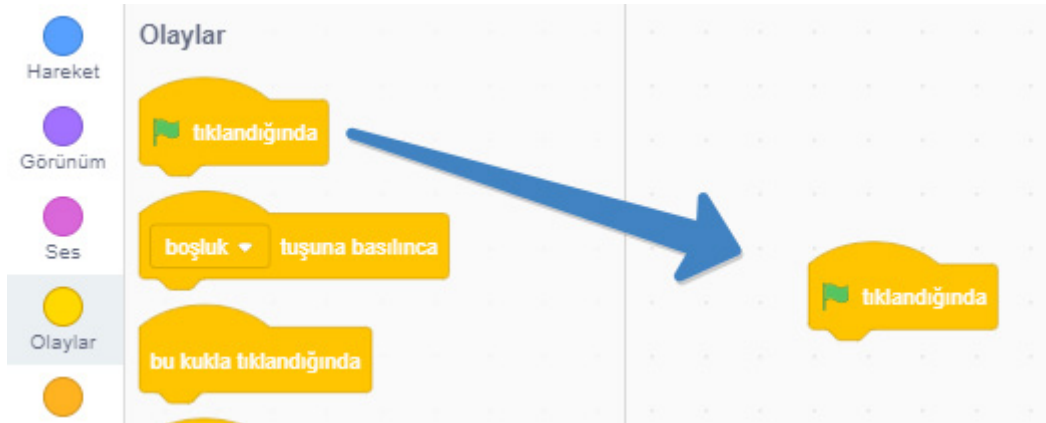 Hareket
Görünüm
Ses
Olaylar
Olaylar
tıklandığında
boşluk tuşuna basılınca
bu kukla tıklandığında
tıklandığında